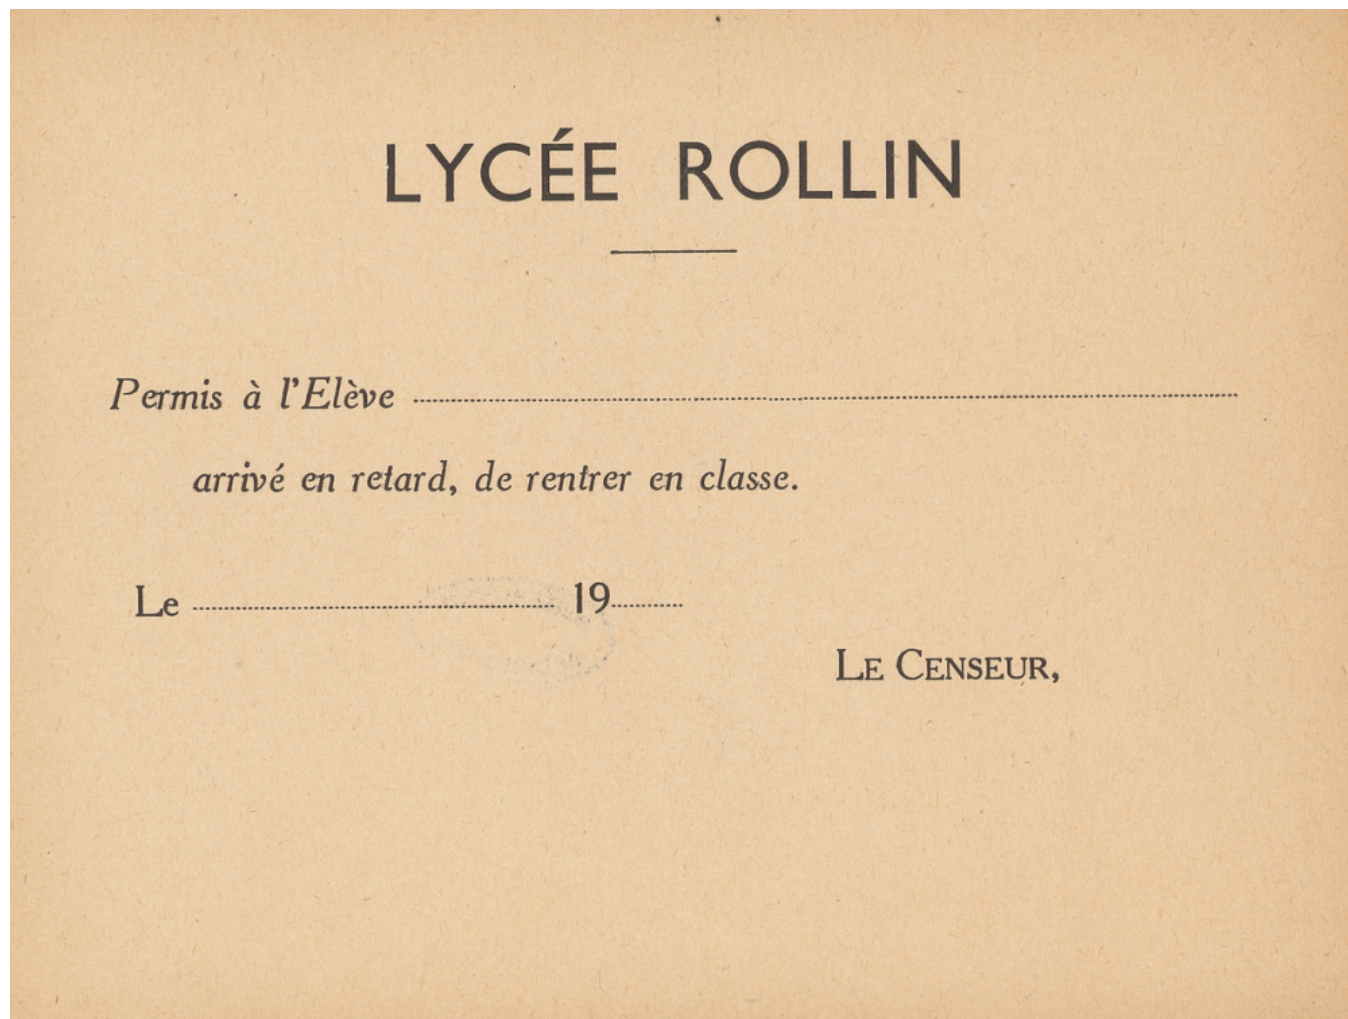 LYCÉE ROLLIN
Permis à l'Elève
arrivé en retard, de rentrer en classe.
Le 19
LE CENSEUR,